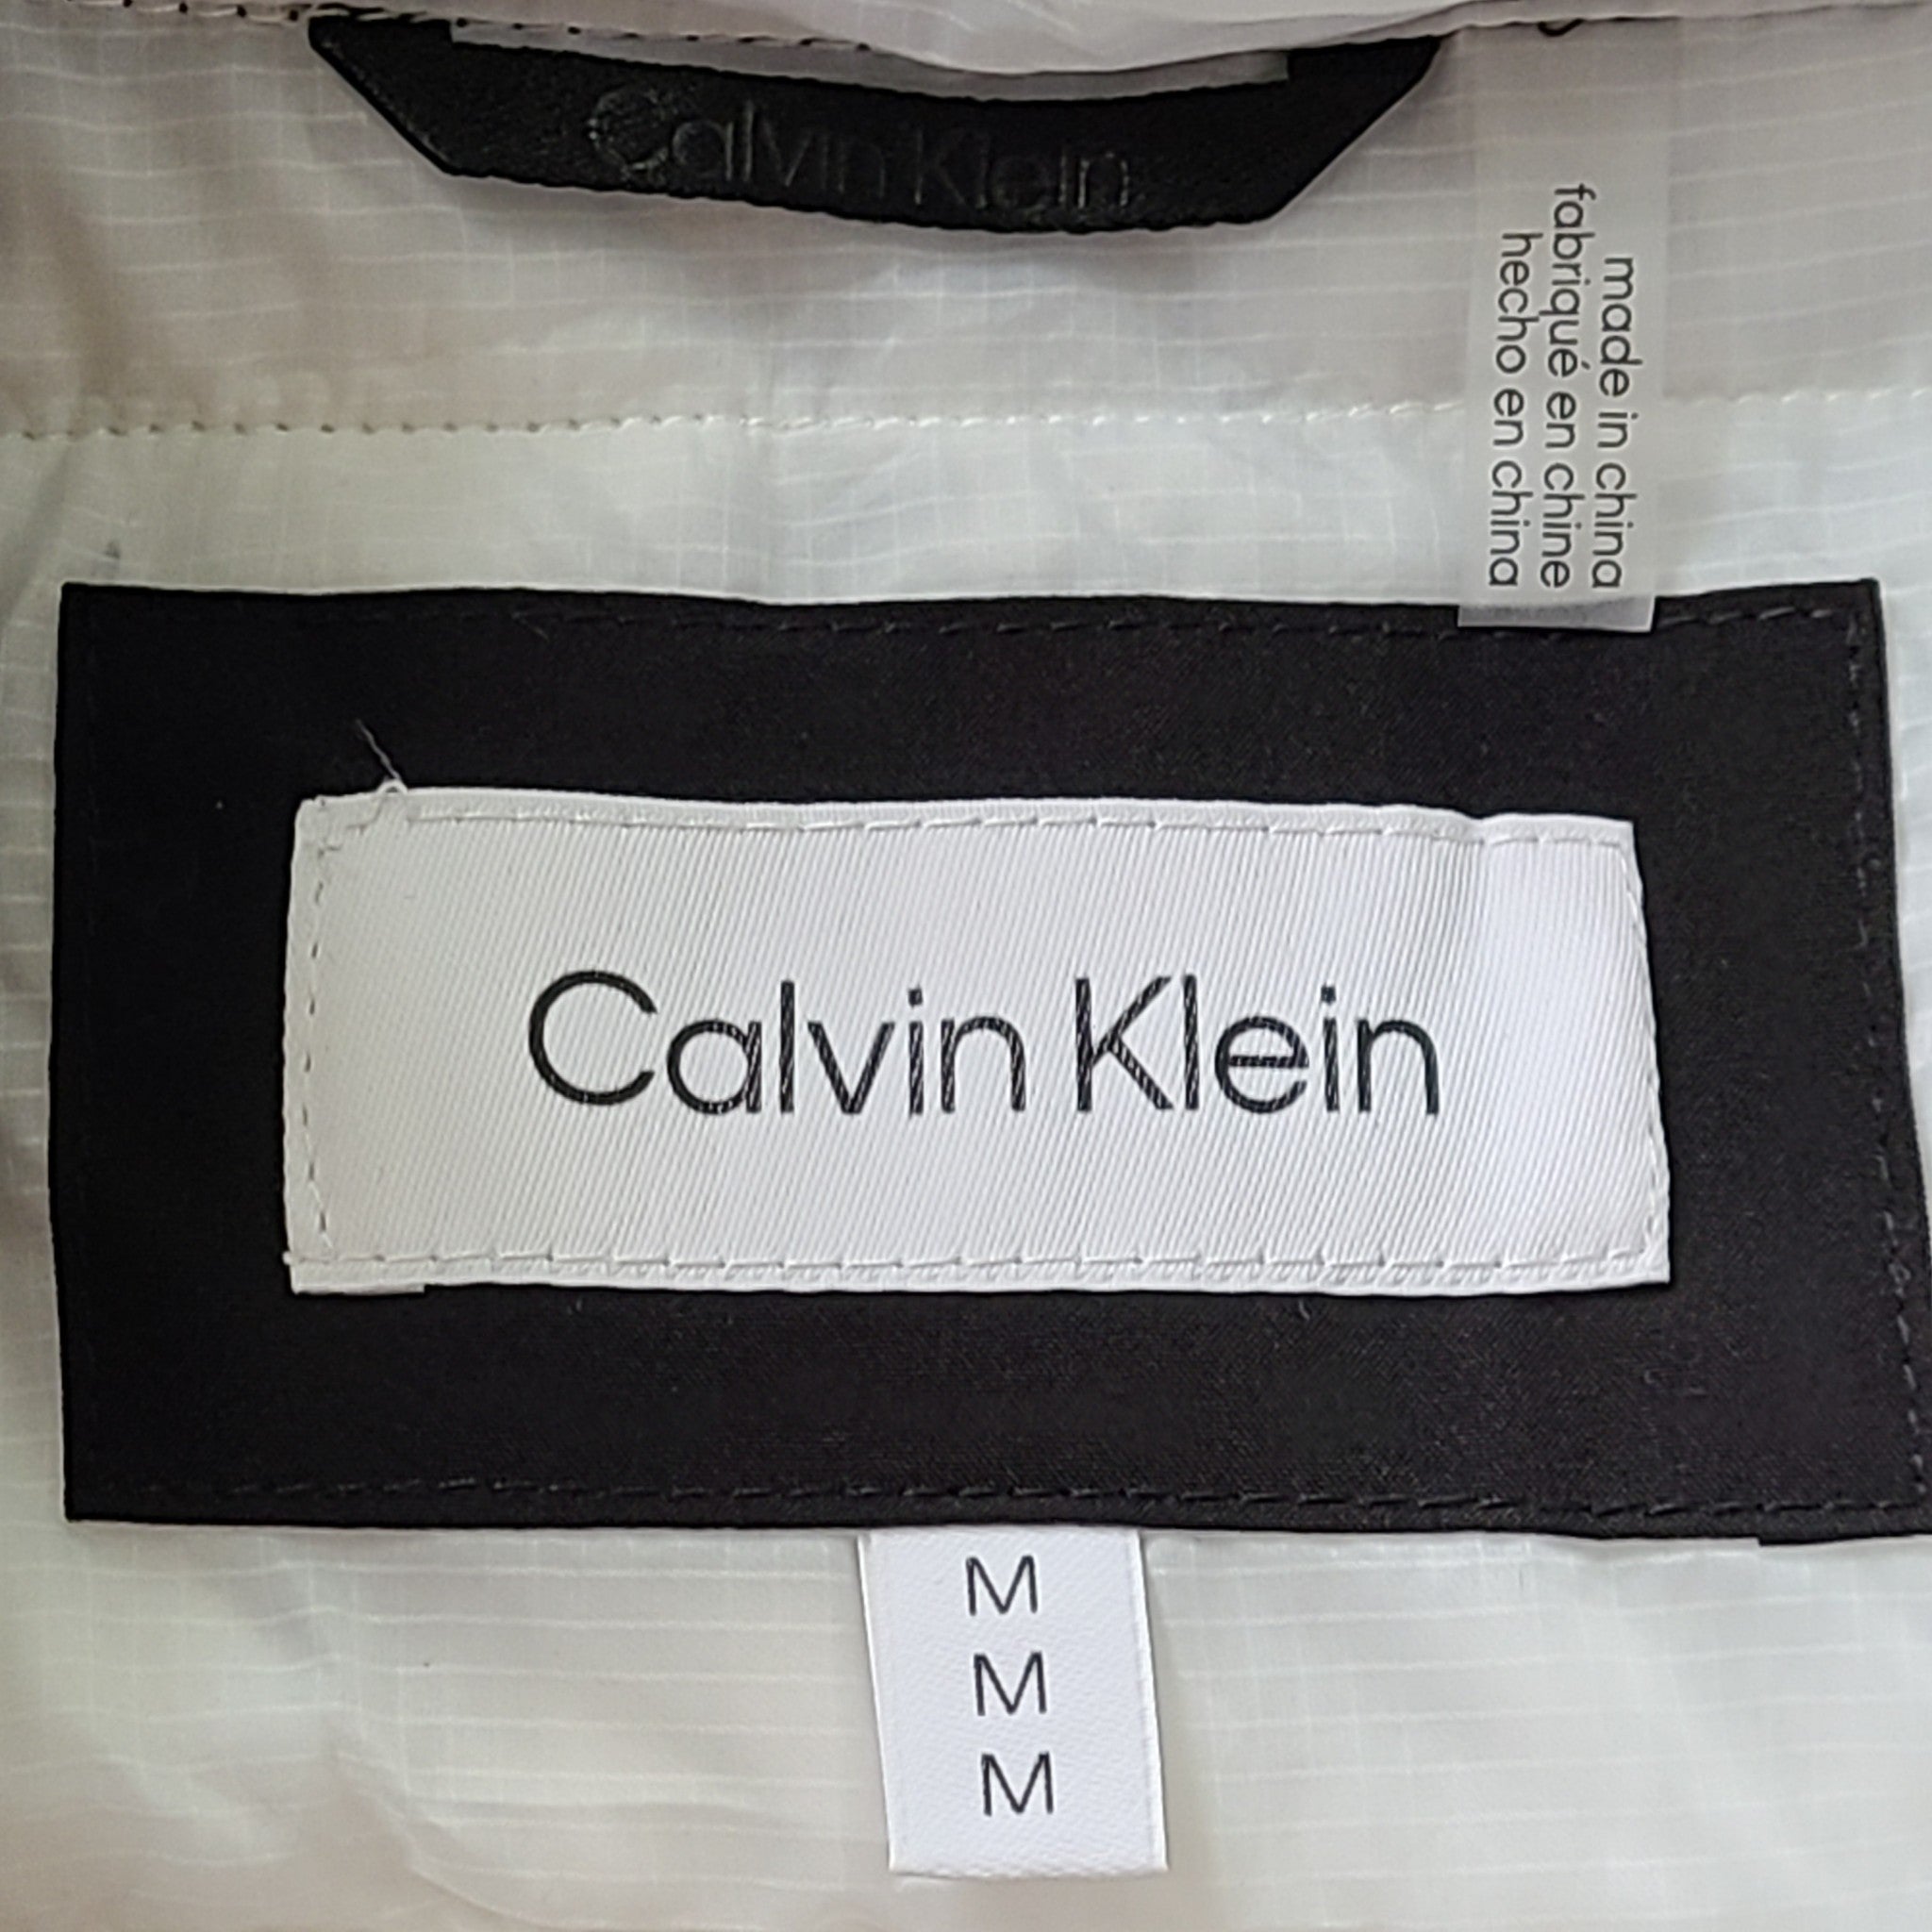 Calvin Klein
made in china
fabriqué en chine
hecho en china
Calvin Klein
M
M
M